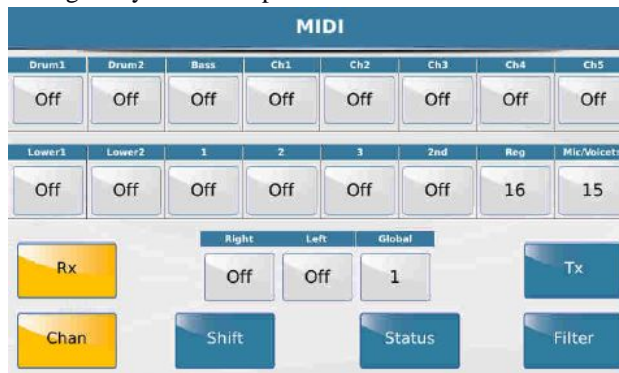 MIDI
Drum1 Drum2 Bass Ch1 Ch2 Ch3 Ch4 Ch5
Off Off Off Off Off Off Off Off
Lower1 Lower2 1 2 3 2nd Reg
Off Off Off Off Off Off 16 15
Right Left Global
Rx Off Off 1 Tx
Chan Shift Status Filter